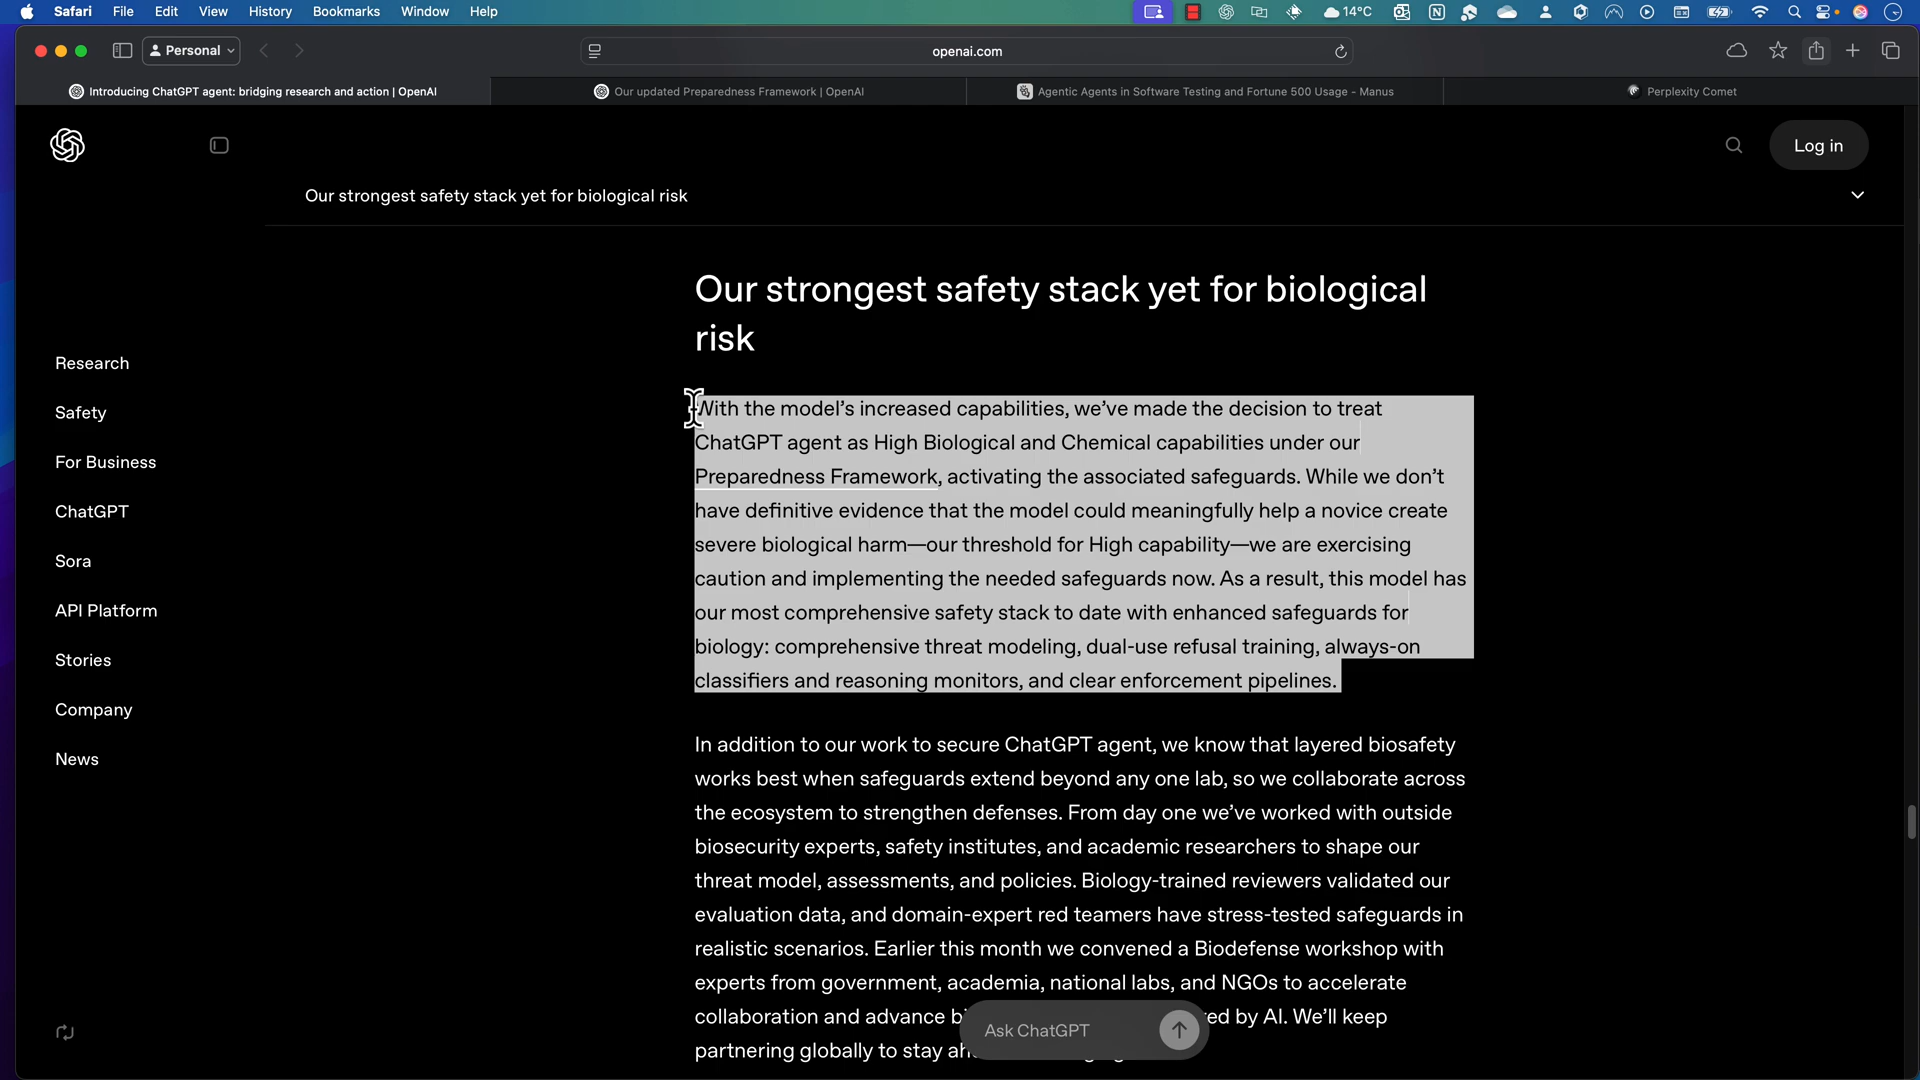 Safari File Edit View History Bookmarks Window Help 14°C
Personal openai.com
Introducing ChatGPT agent: bridging research and action | OpenAI Our updated Preparedness Framework | OpenAI Agentic Agents in Software Testing and Fortune 500 Usage - Manus Perplexity Comet
Log in
Our strongest safety stack yet for biological risk
Research
Safety
For Business
ChatGPT
Sora
API Platform
Stories
Company
News
Our strongest safety stack yet for biological
risk
With the model’s increased capabilities, we’ve made the decision to treat
ChatGPT agent as High Biological and Chemical capabilities under our
Preparedness Framework, activating the associated safeguards. While we don’t
have definitive evidence that the model could meaningfully help a novice create
severe biological harm—our threshold for High capability—we are exercising
caution and implementing the needed safeguards now. As a result, this model has
our most comprehensive safety stack to date with enhanced safeguards for
biology: comprehensive threat modeling, dual-use refusal training, always-on
classifiers and reasoning monitors, and clear enforcement pipelines.
In addition to our work to secure ChatGPT agent, we know that layered biosafety
works best when safeguards extend beyond any one lab, so we collaborate across
the ecosystem to strengthen defenses. From day one we’ve worked with outside
biosecurity experts, safety institutes, and academic researchers to shape our
threat model, assessments, and policies. Biology-trained reviewers validated our
evaluation data, and domain-expert red teamers have stress-tested safeguards in
realistic scenarios. Earlier this month we convened a Biodefense workshop with
experts from government, academia, national labs, and NGOs to accelerate
collaboration and advance by AI. We’ll keep
partnering globally to stay
Ask ChatGPT